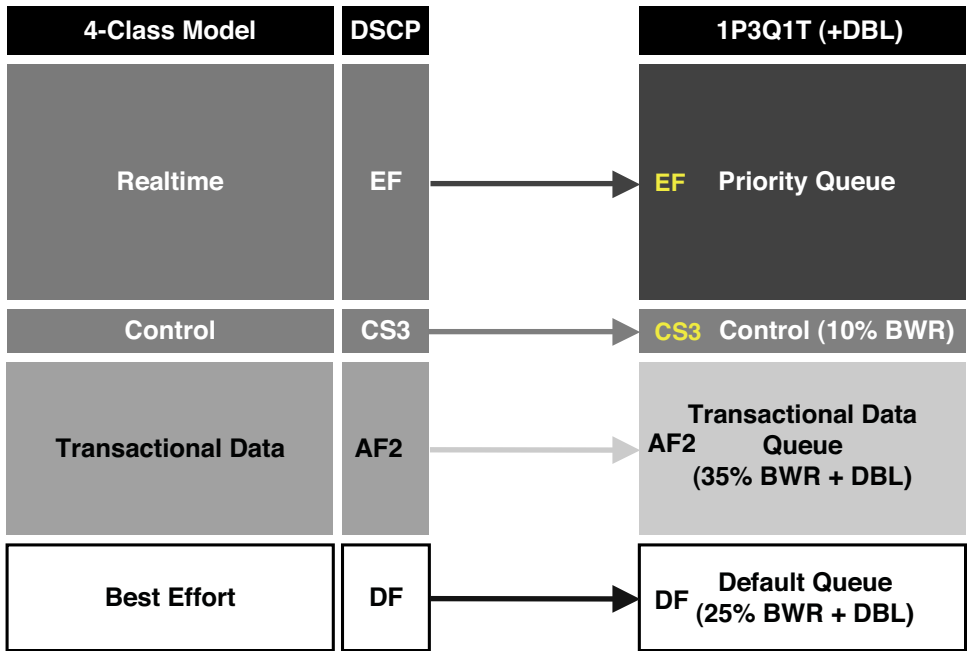 4-Class Model DSCP 1P3Q1T (+DBL)
Realtime EF EF Priority Queue
Control CS3 CS3 Control (10% BWR)
Transactional Data AF2 AF2 Transactional Data
Queue
(35% BWR + DBL)
Best Effort DF DF Default Queue
(25% BWR + DBL)